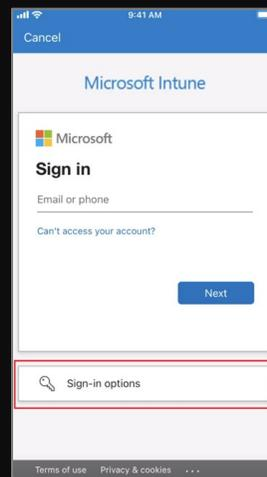 9:41 AM
Cancel
Microsoft Intune
Microsoft
Sign in
Email or phone
Can't access your account?
Next
Sign-in options
Terms of use Privacy & cookies ...